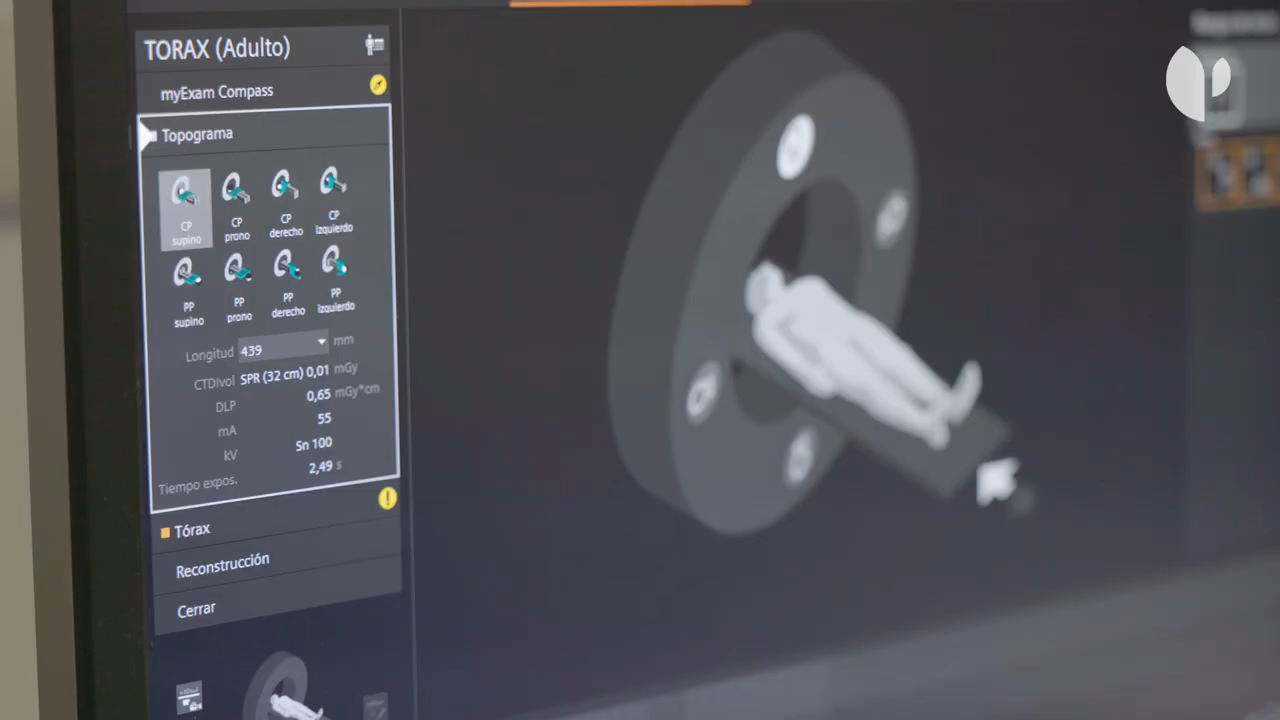 TORAX (Adulto)
myExam Compass
Topograma
CP supino
CP prono
CP derecho
CP izquierdo
PP supino
PP prono
PP derecho
PP izquierdo
Longitud 439 mm
CTDIvol SPR (32 cm) 0,01 mGy
DLP 0,65 mGy*cm
mA 55
kV Sn 100
Tiempo expos. 2,49 s
Tórax
Reconstrucción
Cerrar